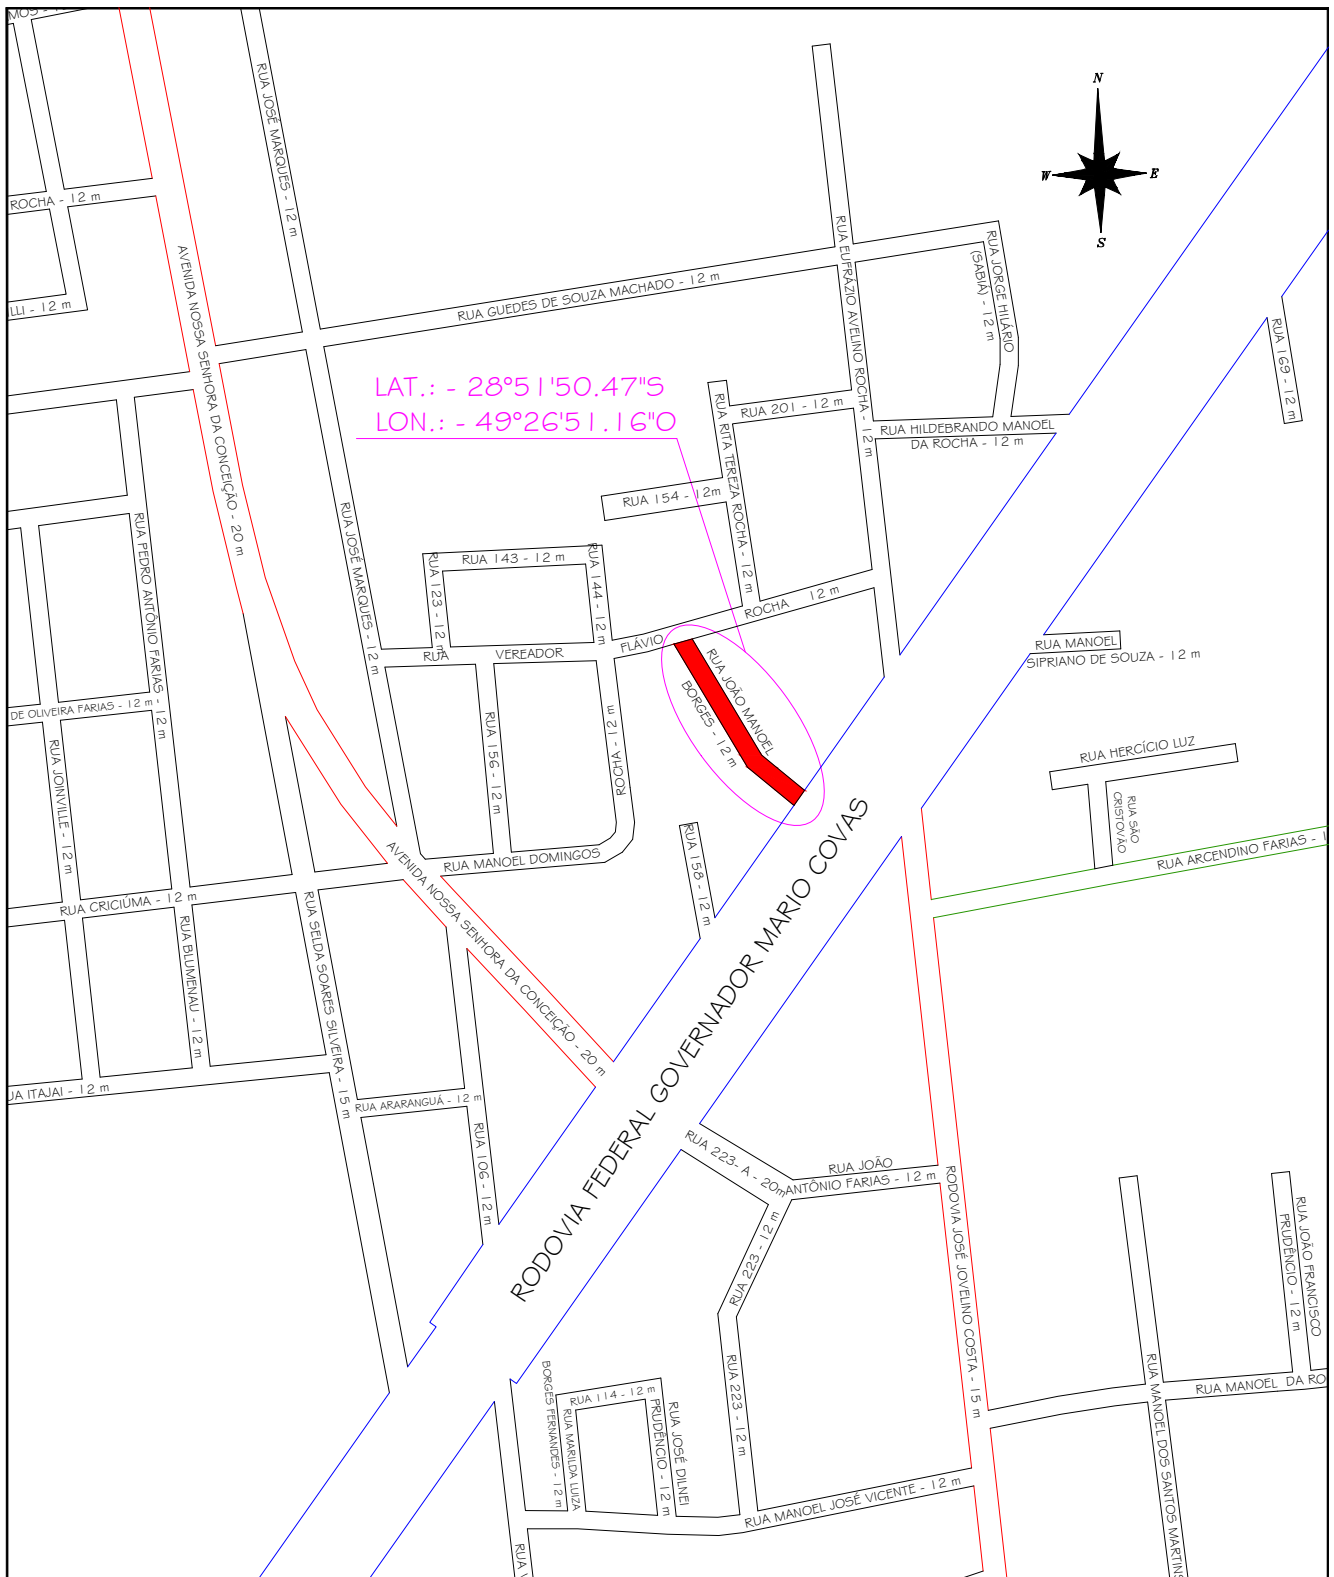 RUA JOSÉ MARQUES - 12 m
N
W
E
S
ROCHA - 12 m
AVENIDA NOSSA SENHORA DA CONCEIÇÃO - 20 m
RUA EUFRÁZIO AVELINO ROCHA - 12 m
RUA JORGE HILÁRIO
(SABIÁ) - 12 m
RUA GUEDES DE SOUZA MACHADO - 12 m
LLI - 12 m
RUA 169 - 12 m
LAT.: - 28°51'50.47"S
LON.: - 49°26'51.16"O
RUA RITA TEREZA ROCHA - 12 m
RUA 201 - 12 m
RUA HILDEBRANDO MANOEL
DA ROCHA - 12 m
RUA 154 - 12m
RUA JOSÉ MARQUES - 12 m
RUA PEDRO ANTÔNIO FARIAS - 12 m
RUA 143 - 12 m
RUA 123 - 12 m
RUA 144 - 12 m
RUA
VEREADOR
FLÁVIO
ROCHA
12 m
RUA JOÃO MANOEL
BORGES - 12 m
RUA MANOEL
SIPRIANO DE SOUZA - 12 m
DE OLIVEIRA FARIAS - 12 m
RUA 156 - 12 m
ROCHA - 12 m
RUA JOINVILLE - 12 m
RUA HERCÍCIO LUZ
RUA SÃO
CRISTOVÃO
RUA ARCENDINO FARIAS - 1
RUA 158 - 12 m
RUA MANOEL DOMINGOS
AVENIDA NOSSA SENHORA DA CONCEIÇÃO - 20 m
RUA CRICIÚMA - 12 m
RUA BLUMENAU - 12 m
RUA SELDA SOARES SILVEIRA - 15 m
RODOVIA FEDERAL GOVERNADOR MARIO COVAS
UA ITAJAI - 12 m
RUA ARARANGUÁ - 12 m
RUA 106 - 12 m
RUA 223- A - 20m
RUA JOÃO
ANTÔNIO FARIAS - 12 m
RODOVIA JOSÉ JOVELINO COSTA - 15 m
RUA 223 - 12 m
RUA JOÃO FRANCISCO
PRUDÊNCIO - 12 m
RUA 223 - 12 m
RUA MANOEL DOS SANTOS MARTINS
RUA MANOEL DA RO
RUA 114 - 12 m
RUA MARILDA LUIZA
BORGES FERNANDES - 12 m
RUA JOSÉ DILNEI
PRUDÊNCIO - 12 m
RUA MANOEL JOSÉ VICENTE - 12 m